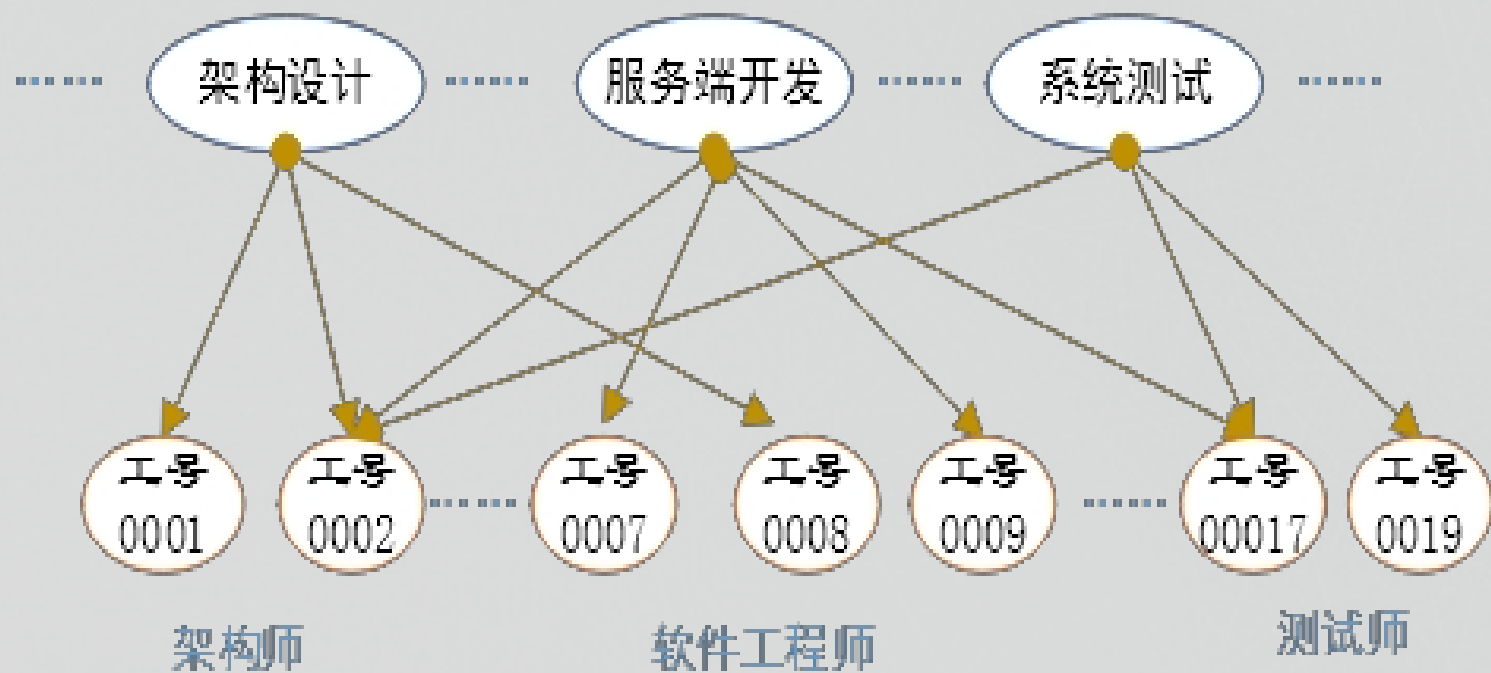 …… 架构设计 …… 服务端开发 …… 系统测试 ……
工号 工号 工号 工号 工号 工号 工号
0001 0002 …… 0007 0008 0009 …… 00017 0019
架构师 软件工程师 测试师